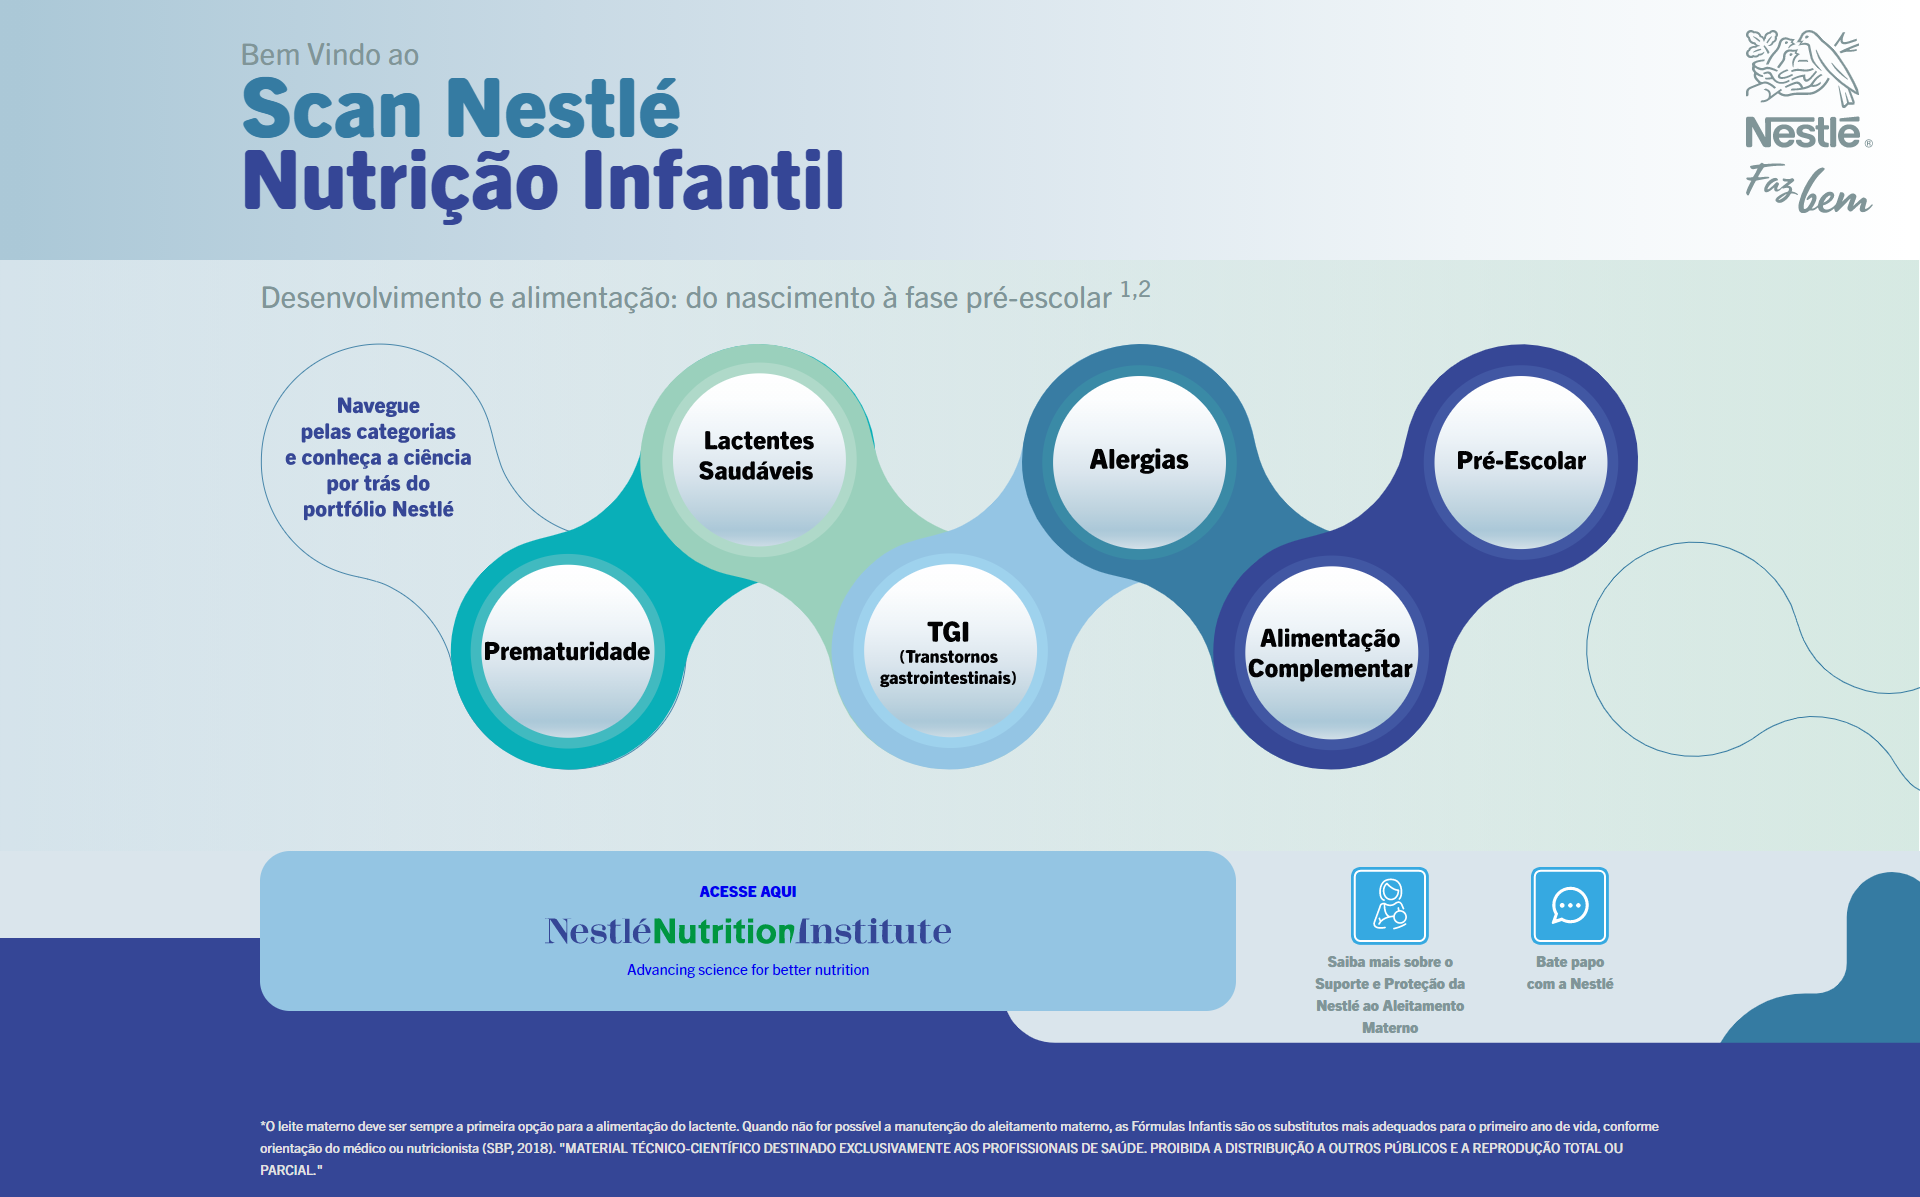 Bem Vindo ao
Scan Nestlé
Nutrição Infantil
Nestlé®
Faz bem
Desenvolvimento e alimentação: do nascimento à fase pré-escolar 1,2
Navegue
pelas categorias
e conheça a ciência
por trás do
portfólio Nestlé
Lactentes
Saudáveis
Alergias
Pré-Escolar
Prematuridade
TGI
(Transtornos
gastrointestinais)
Alimentação
Complementar
ACESSE AQUI
NestléNutritionInstitute
Advancing science for better nutrition
Saiba mais sobre o
Suporte e Proteção da
Nestlé ao Aleitamento
Materno
Bate papo
com a Nestlé
*O leite materno deve ser sempre a primeira opção para a alimentação do lactente. Quando não for possível a manutenção do aleitamento materno, as Fórmulas Infantis são os substitutos mais adequados para o primeiro ano de vida, conforme
orientação do médico ou nutricionista (SBP, 2018). "MATERIAL TÉCNICO-CIENTÍFICO DESTINADO EXCLUSIVAMENTE AOS PROFISSIONAIS DE SAÚDE. PROIBIDA A DISTRIBUIÇÃO A OUTROS PÚBLICOS E A REPRODUÇÃO TOTAL OU
PARCIAL."